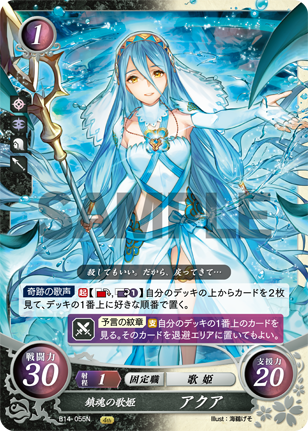 1
SAMPLE
殺してもいい。だから、戻ってきて…
奇跡の歌声 起【横、裏1】自分のデッキの上からカードを2枚
見て、デッキの1番上に好きな順番で置く。
予言の紋章 支 自分のデッキの1番上のカードを
見る。そのカードを退避エリアに置いてもよい。
戦闘力
30
射程 1 固定職 歌姫
支援力
20
鎮魂の歌姫 アクア
B14-055N
Illust：海鵜げそ